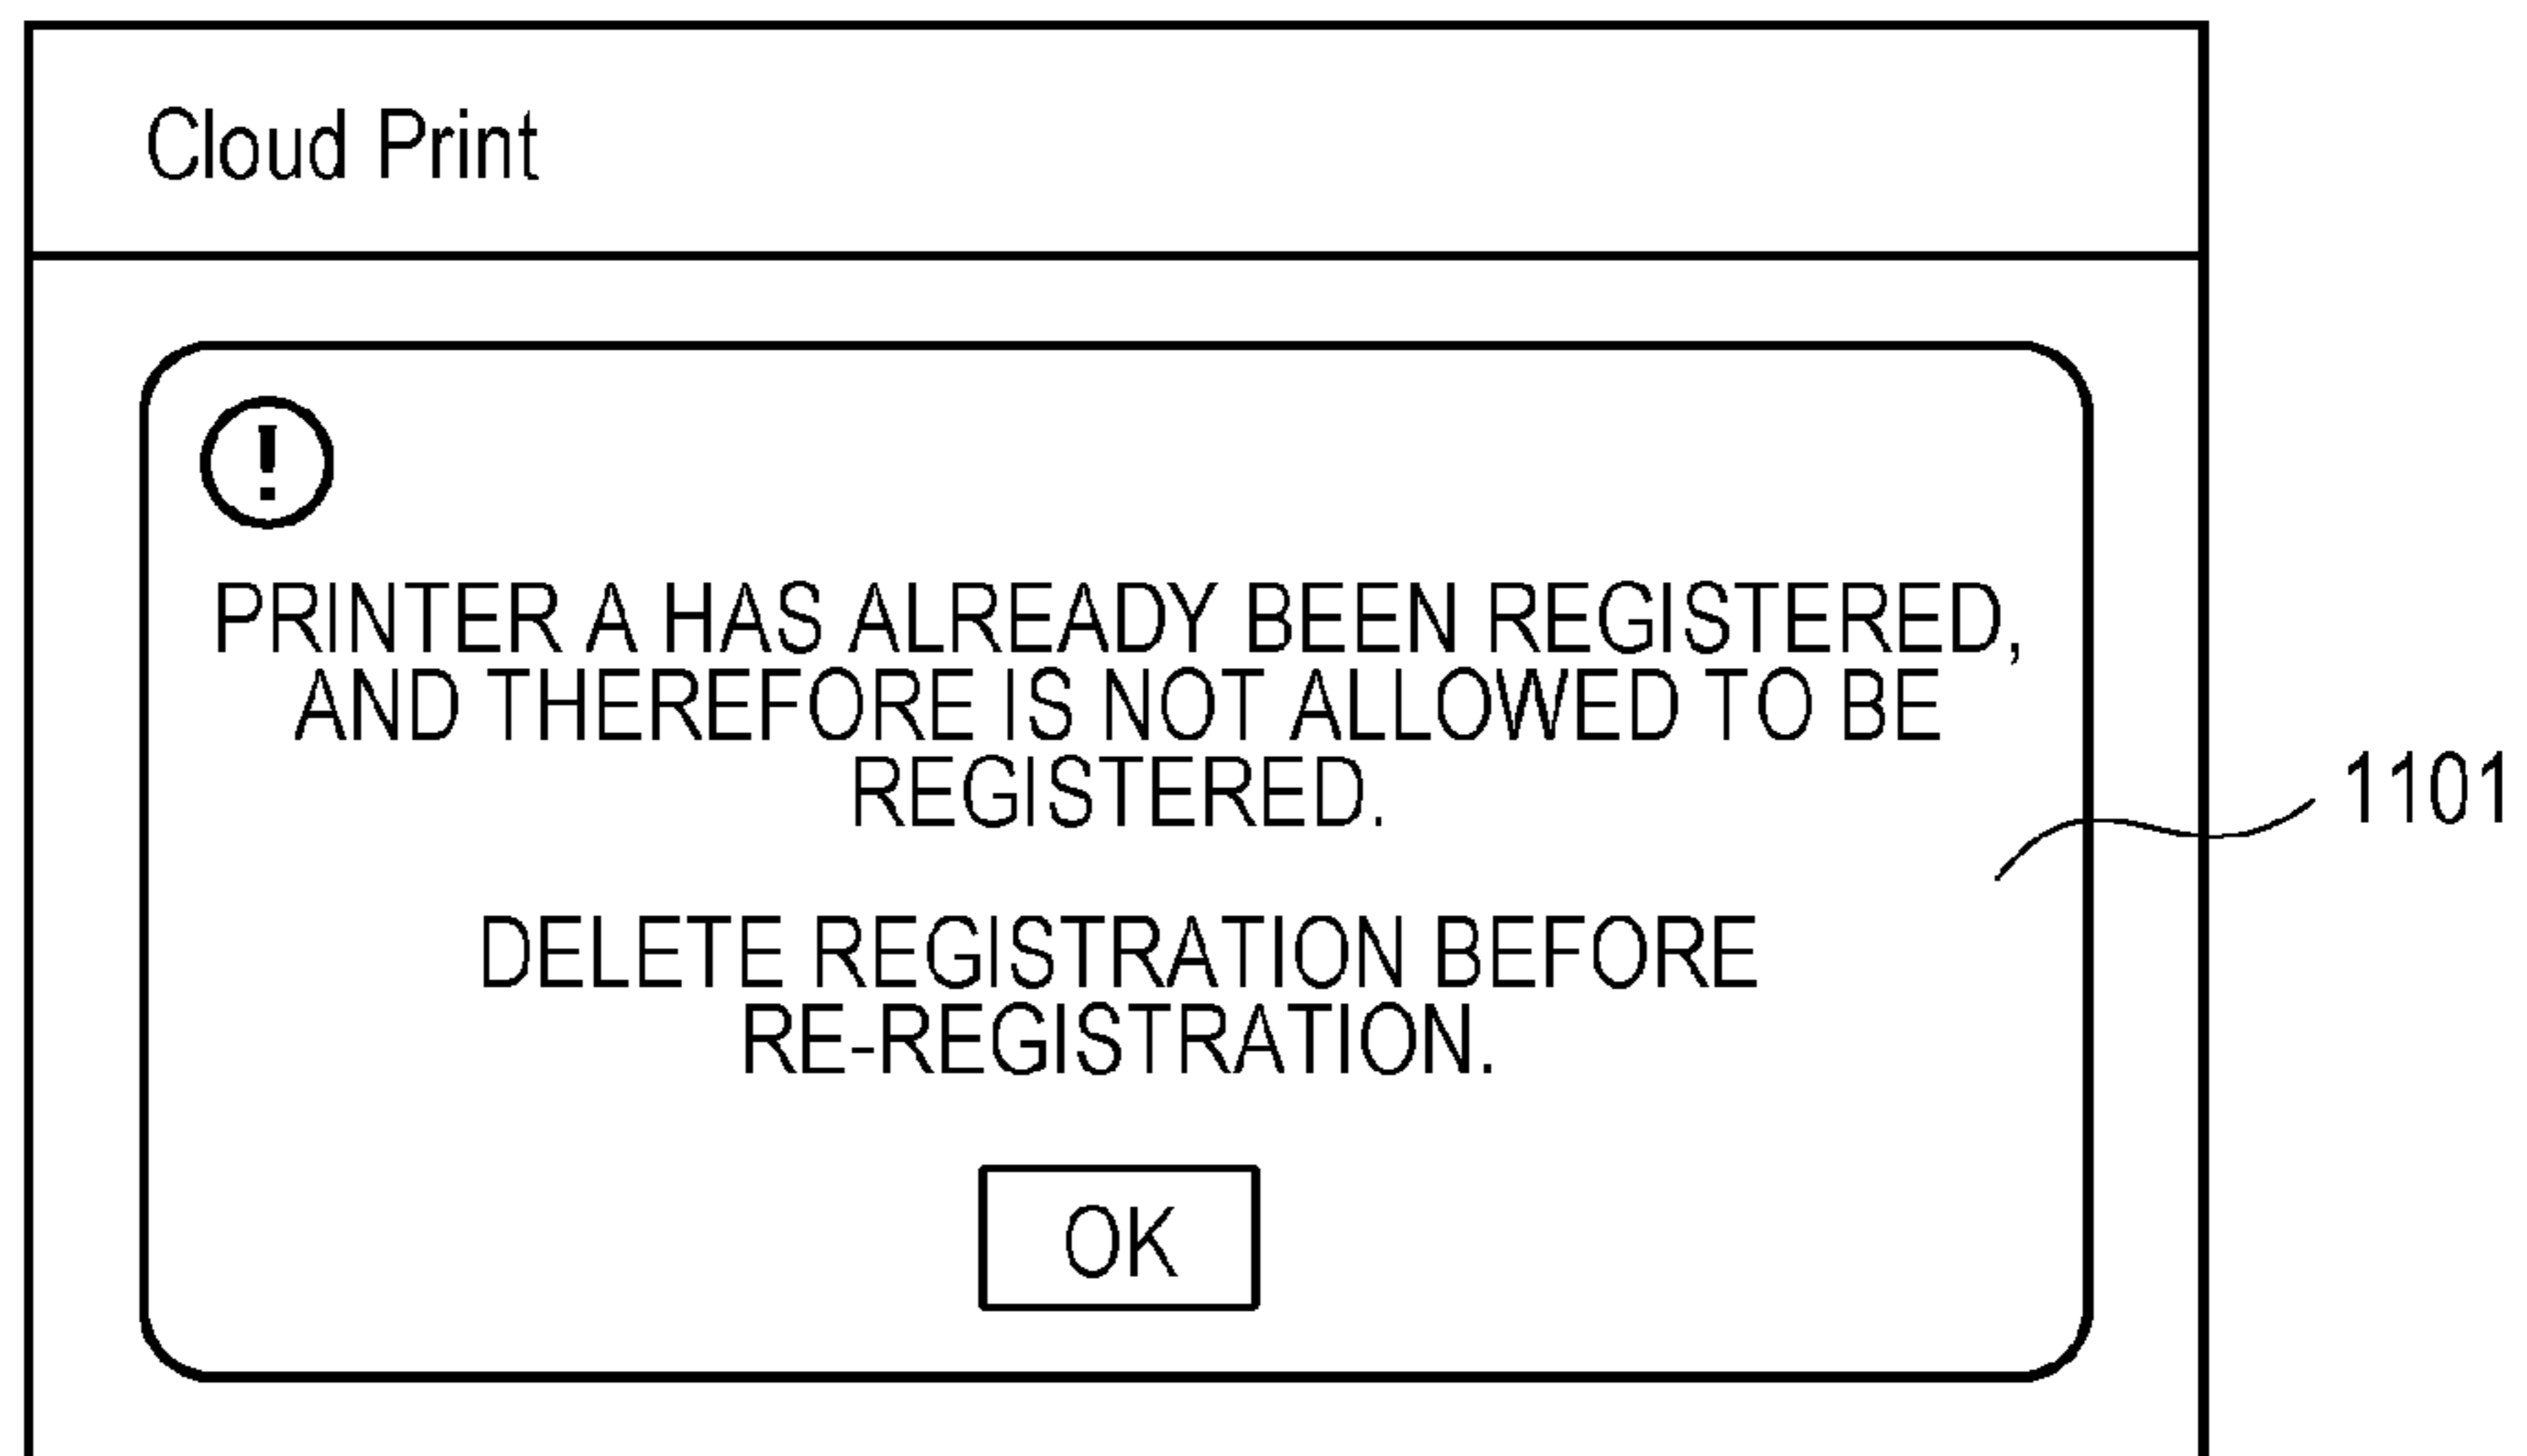 Cloud Print
!
PRINTER A HAS ALREADY BEEN REGISTERED,
AND THEREFORE IS NOT ALLOWED TO BE
REGISTERED.
1101
DELETE REGISTRATION BEFORE
RE-REGISTRATION.
OK